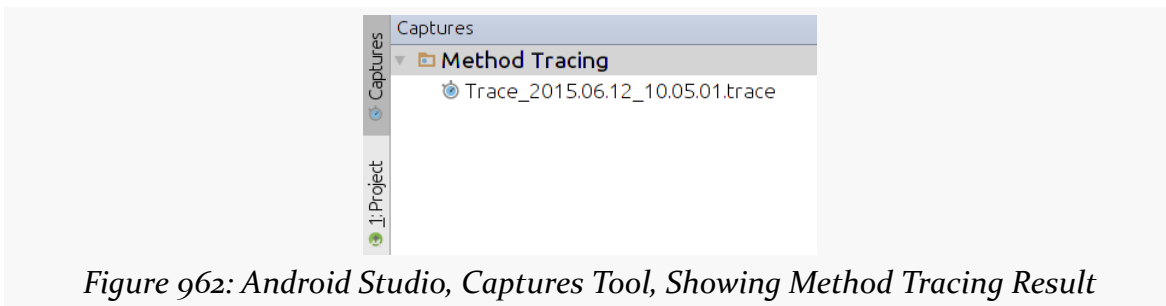 Captures
Captures
Method Tracing
Trace_2015.06.12_10.05.01.trace
1: Project
Figure 962: Android Studio, Captures Tool, Showing Method Tracing Result